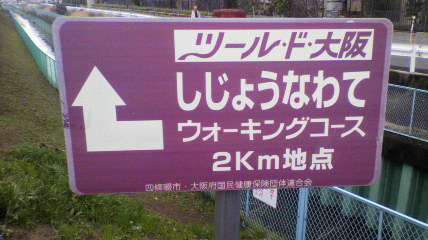 ツール・ド・大阪
しじょうなわて
ウォーキングコース
2Km地点
四條畷市・大阪府国民健康保険団体連合会